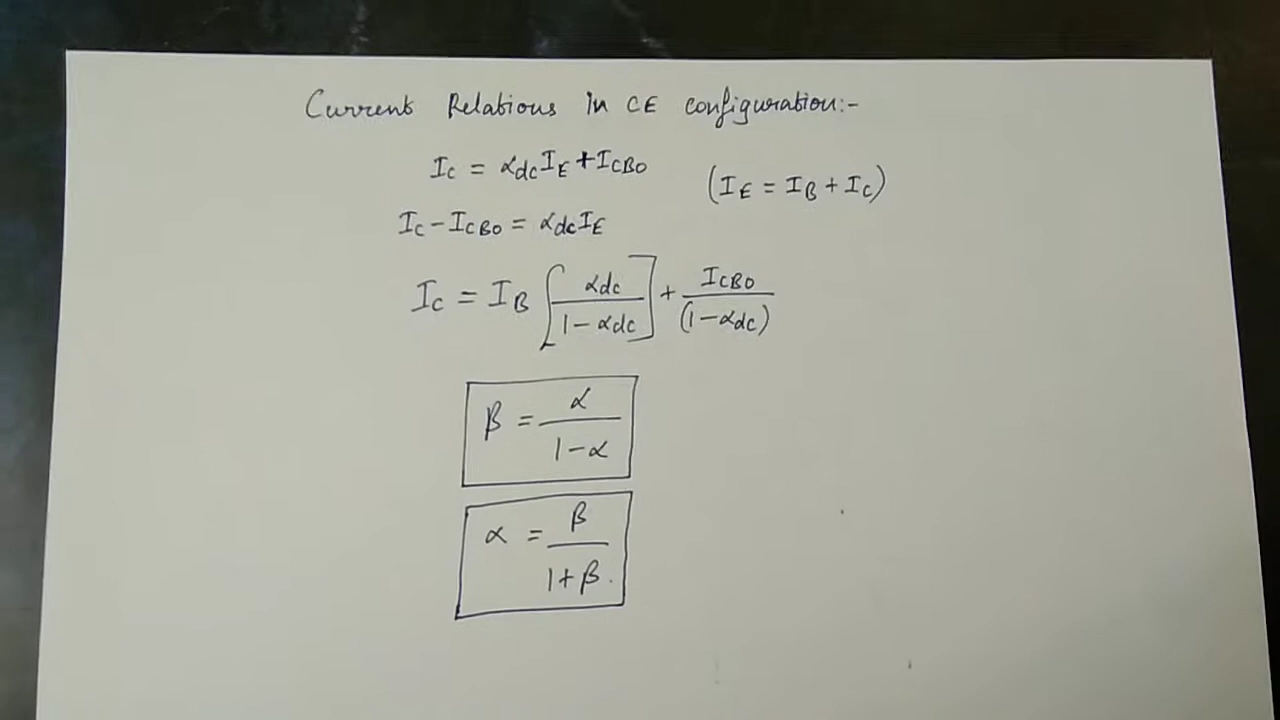 Current Relations in CE configuration:-
Ic = αdc IE + ICBO
(IE = IB + IC)
Ic - ICBO = αdc IE
Ic = IB [αdc / 1 - αdc] + ICBO / (1 - αdc)
β = α / 1 - α
α = β / 1 + β.